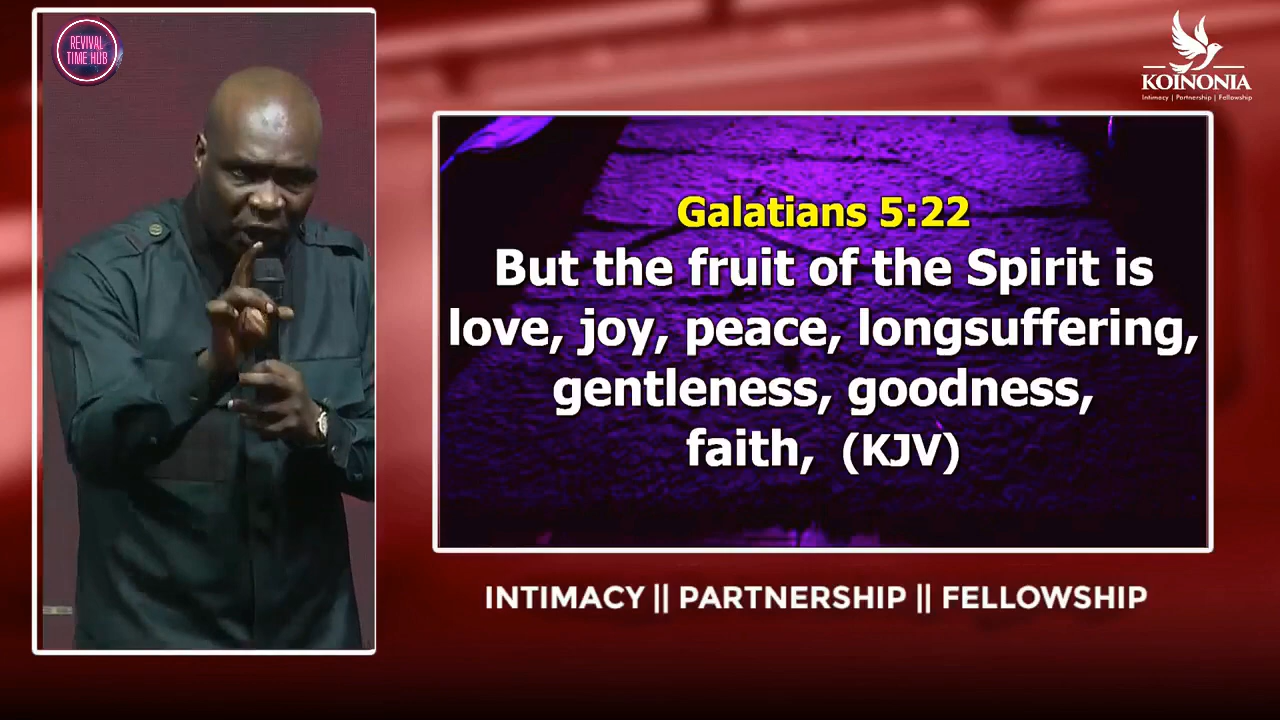 REVIVAL
TIME HUB
KOINONIA
Intimacy | Partnership | Fellowship
Galatians 5:22
But the fruit of the Spirit is
love, joy, peace, longsuffering,
gentleness, goodness,
faith, (KJV)
INTIMACY || PARTNERSHIP || FELLOWSHIP